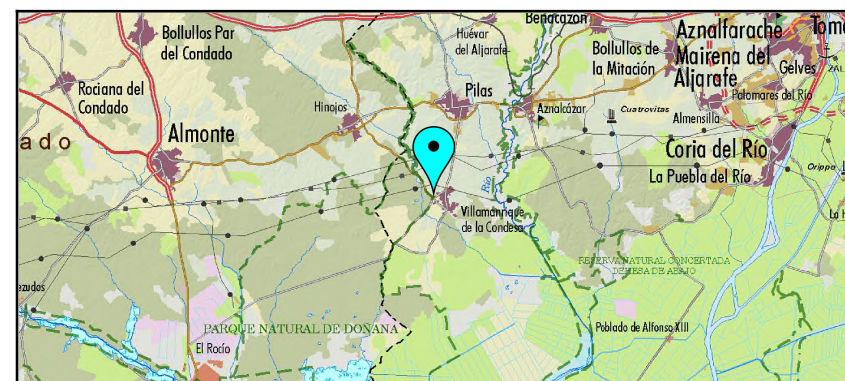 Bollullos Par
del Condado
Benacazón
Huévar
del Aljarafe
Bollullos de
la Mitación
Aznalfarache
Mairena del
Aljarafe
Gelves
Rociana del
Condado
Pilas
Palomares del Río
Hinojos
Aznalcázar
Cuatrovitas
Almensilla
Almonte
ado
Coria del Río
Oripo
La Puebla del Río
Río
Villamanrique
de la Condesa
La H
RESERVA NATURAL CONCERTADA
DEHESA DE ABAJO
ezudos
PARQUE NATURAL DE DOÑANA
Poblado de Alfonso XIII
El Rocío